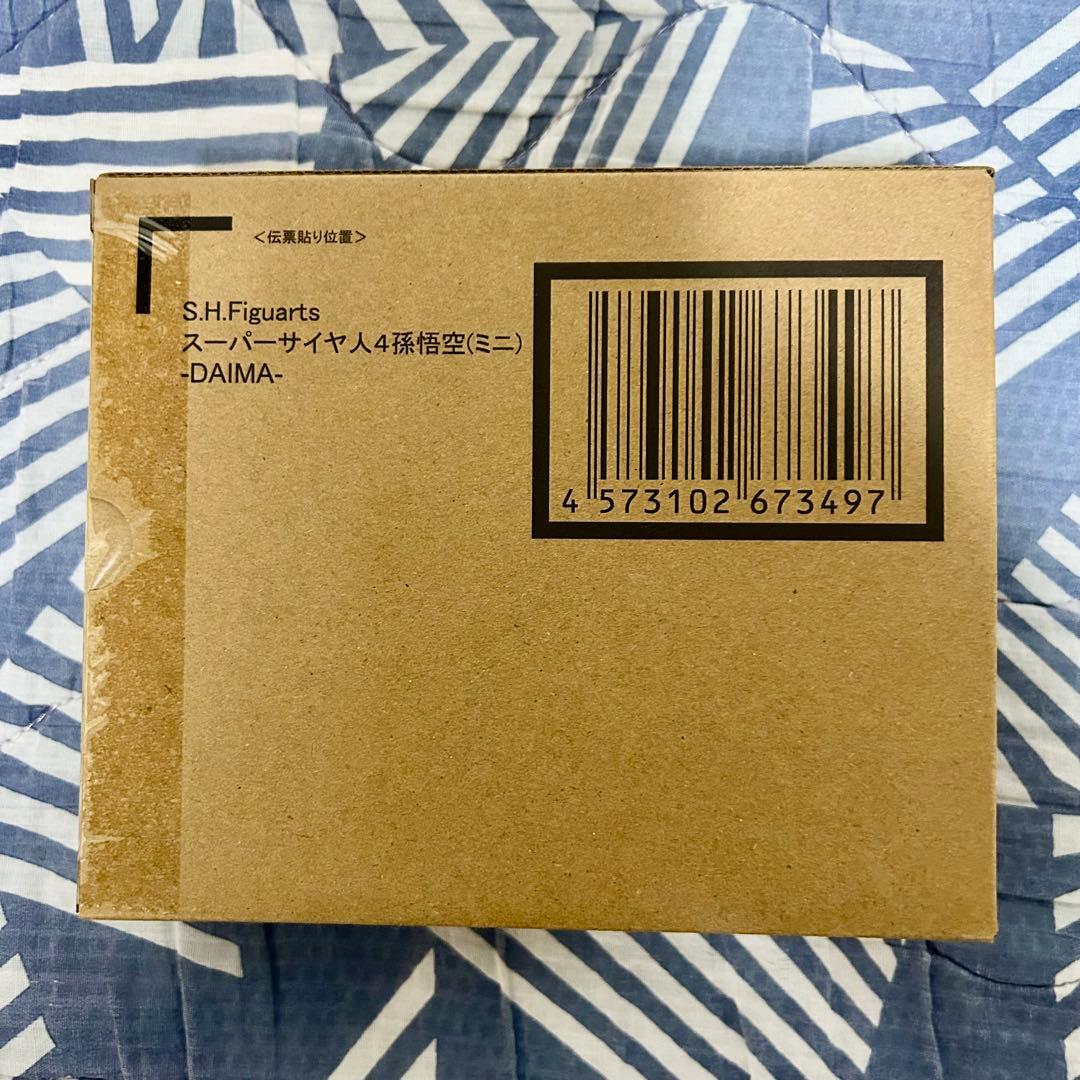 <伝票貼り位置>
S.H.Figuarts
スーパーサイヤ人4孫悟空(ミニ)
-DAIMA-
4 573102 673497